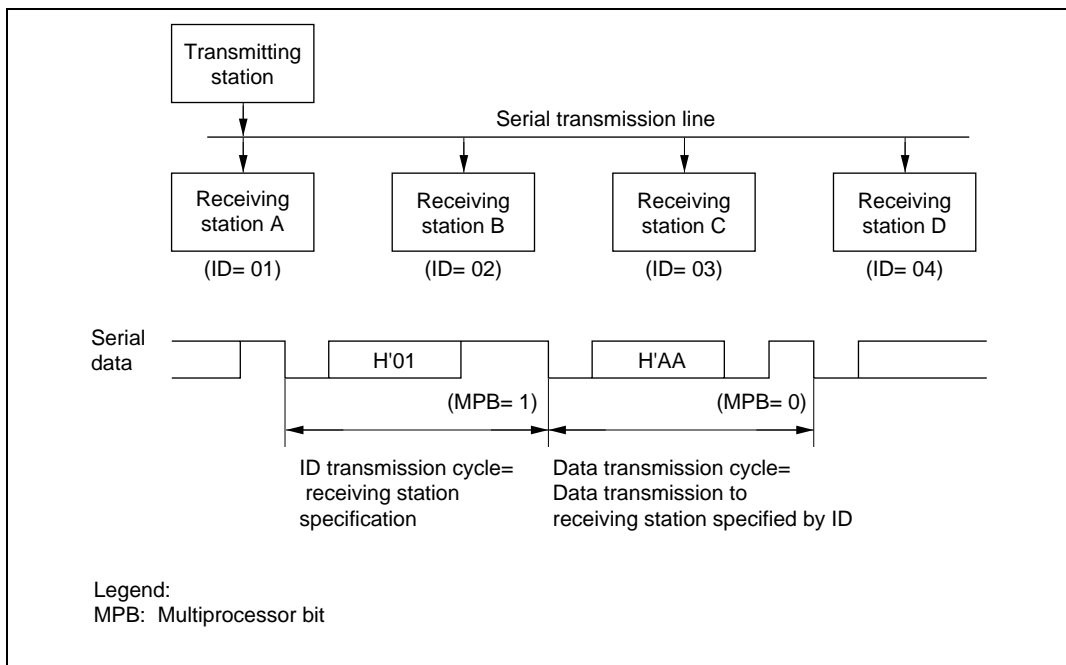 Transmitting
station
Serial transmission line
Receiving
station A
Receiving
station B
Receiving
station C
Receiving
station D
(ID= 01)
(ID= 02)
(ID= 03)
(ID= 04)
Serial
data
H'01
H'AA
(MPB= 1)
(MPB= 0)
ID transmission cycle=
receiving station
specification
Data transmission cycle=
Data transmission to
receiving station specified by ID
Legend:
MPB: Multiprocessor bit